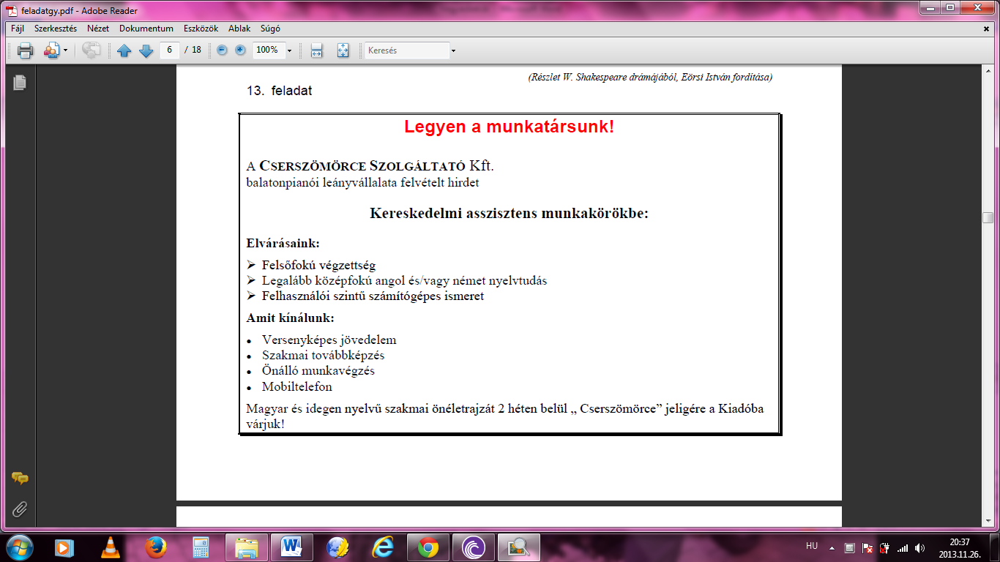 feladatgy.pdf - Adobe Reader
Fájl Szerkesztés Nézet Dokumentum Eszközök Ablak Súgó
6 / 18 100% Keresés
(Részlet W. Shakespeare drámájából, Eörsi István fordítása)
13. feladat
Legyen a munkatársunk!
A CSERSZÖMÖRCE SZOLGÁLTATÓ Kft.
balatonpianói leányvállalata felvételt hirdet
Kereskedelmi asszisztens munkakörökbe:
Elvárásaink:
➢ Felsőfokú végzettség
➢ Legalább középfokú angol és/vagy német nyelvtudás
➢ Felhasználói szintű számítógépes ismeret
Amit kínálunk:
● Versenyképes jövedelem
● Szakmai továbbképzés
● Önálló munkavégzés
● Mobiltelefon
Magyar és idegen nyelvű szakmai önéletrajzát 2 héten belül „ Cserszömörce” jeligére a Kiadóba
várjuk!
HU 20:37
2013.11.26.